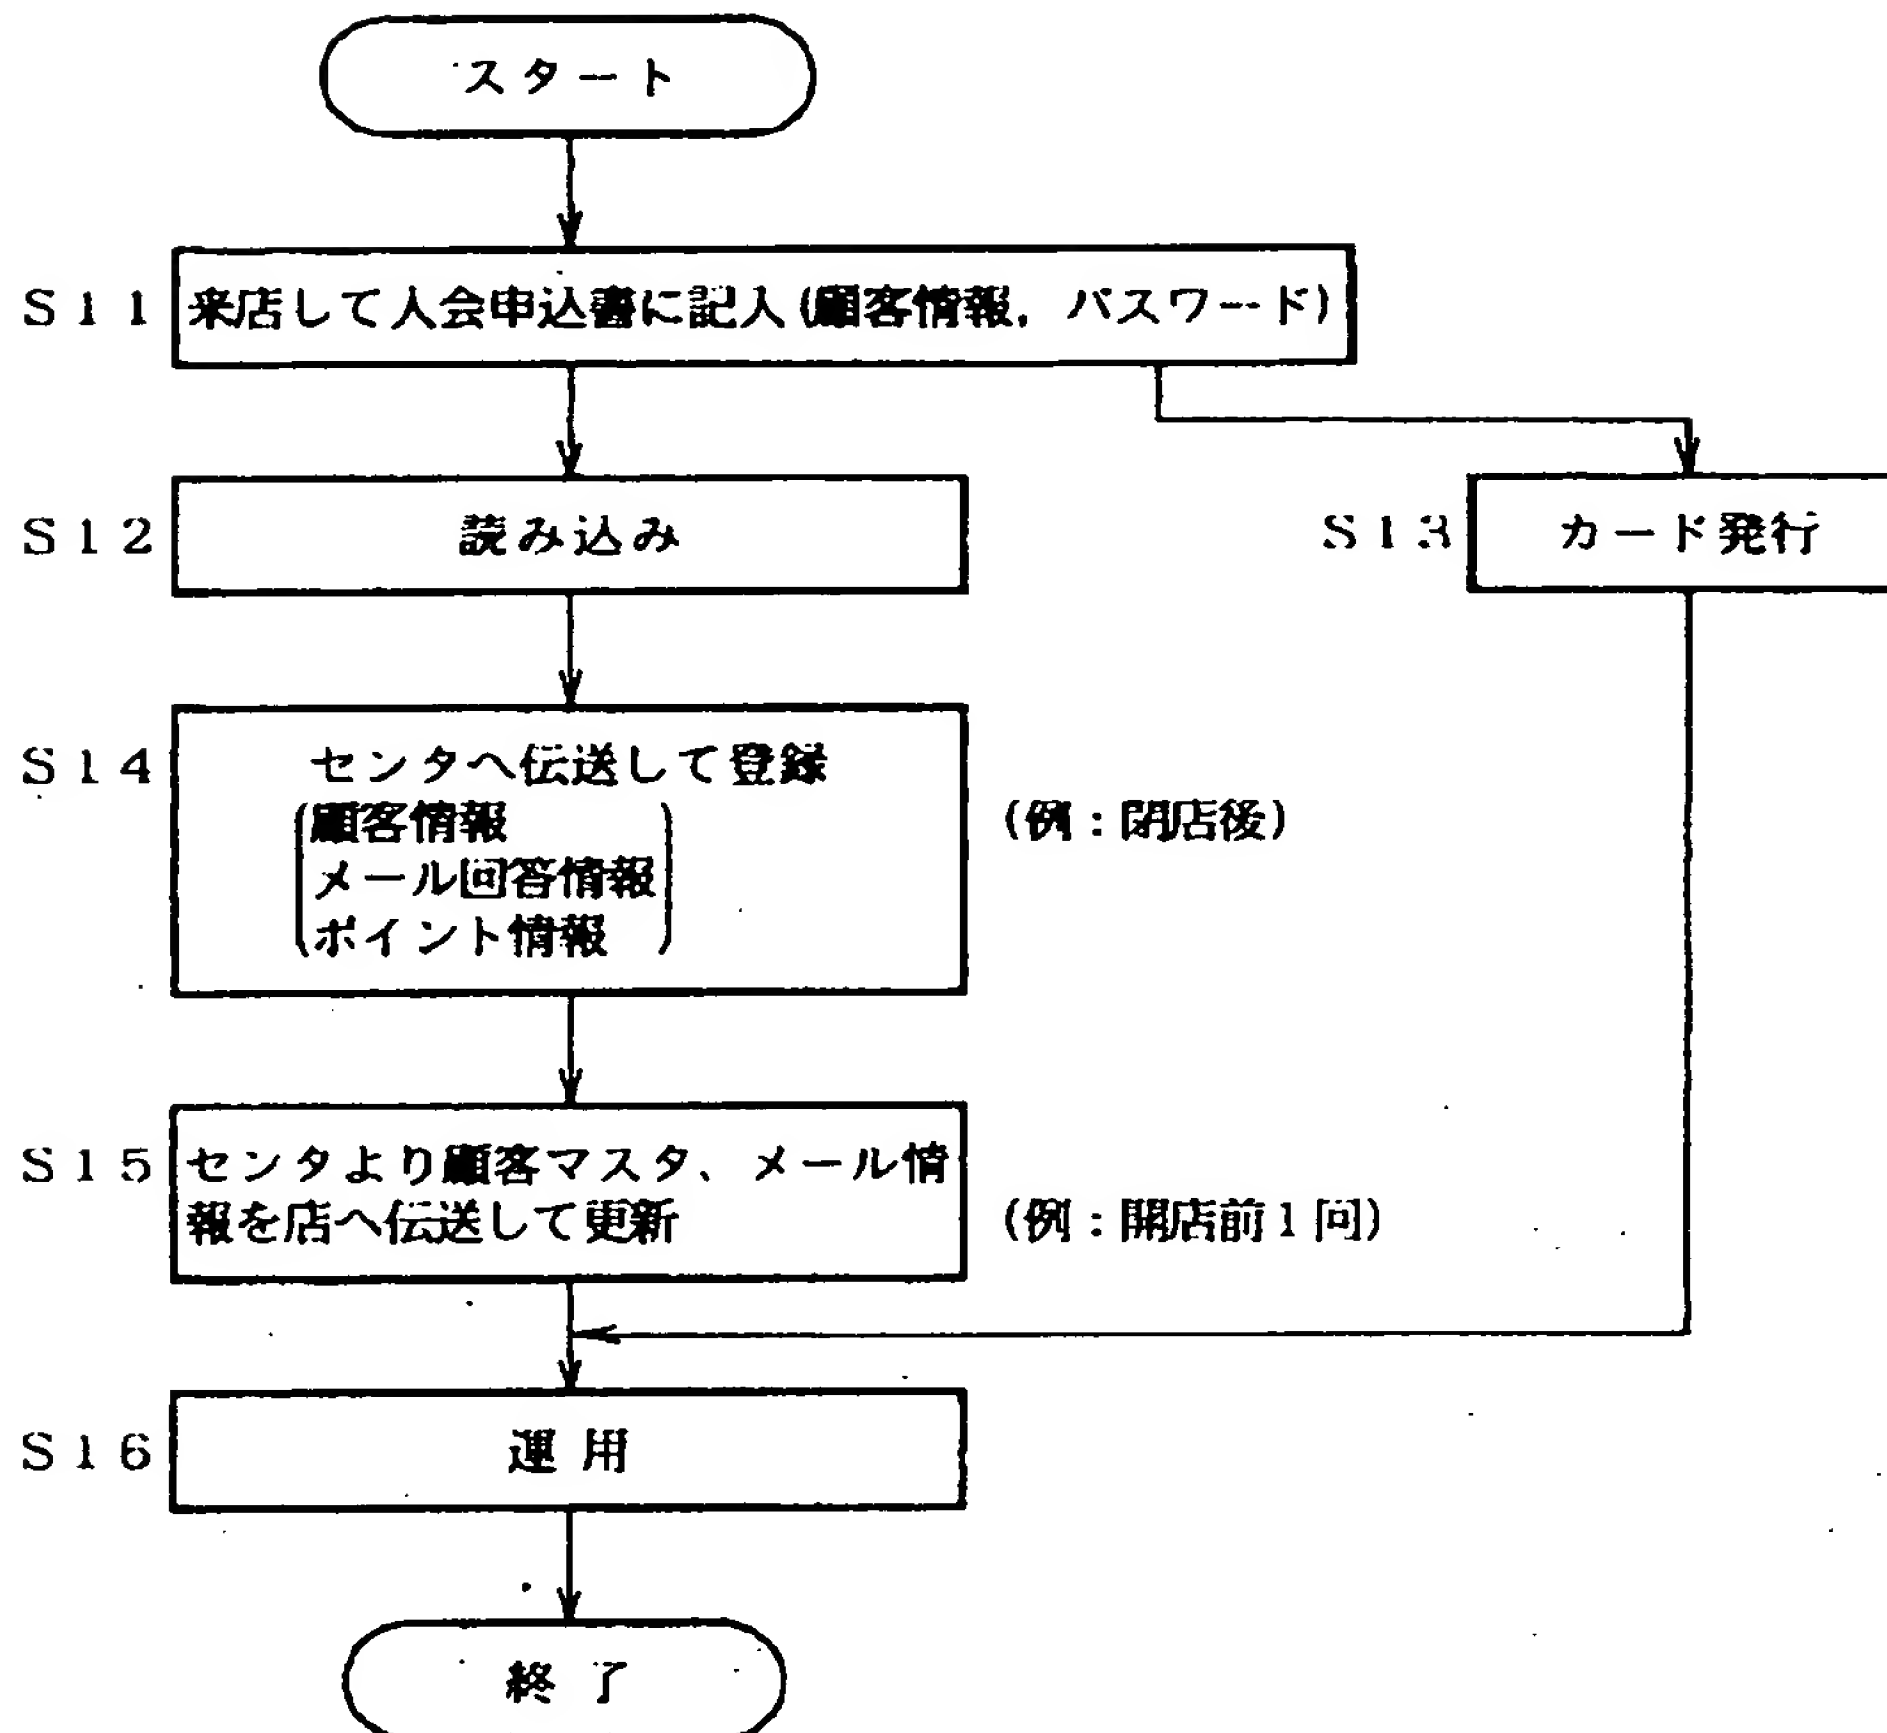 スタート
S11 来店して入会申込書に記入(顧客情報，パスワード)
S12 読み込み
S13 カード発行
S14 センタへ伝送して登録
顧客情報
メール回答情報
ポイント情報
(例：閉店後)
S15 センタより顧客マスタ、メール情
報を店へ伝送して更新
(例：開店前1回)
S16 運用
終了